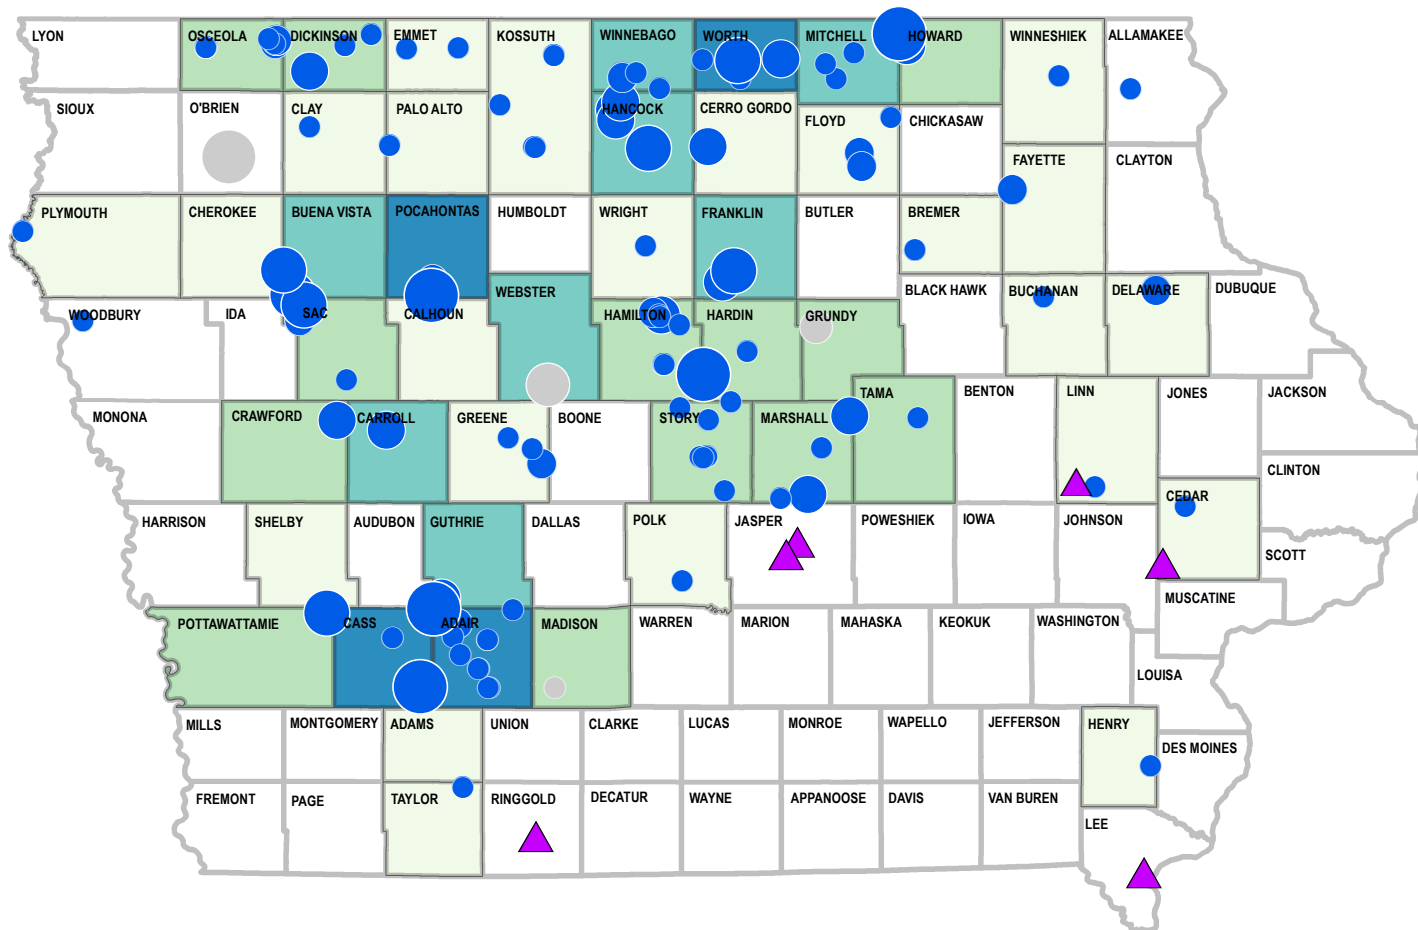 LYON
OSCEOLA
DICKINSON
EMMET
KOSSUTH
WINNEBAGO
WORTH
MITCHELL
HOWARD
WINNESHIEK
ALLAMAKEE
SIOUX
O'BRIEN
CLAY
PALO ALTO
HANCOCK
CERRO GORDO
FLOYD
CHICKASAW
FAYETTE
CLAYTON
PLYMOUTH
CHEROKEE
BUENA VISTA
POCAHONTAS
HUMBOLDT
WRIGHT
FRANKLIN
BUTLER
BREMER
WOODBURY
IDA
SAC
CALHOUN
WEBSTER
HAMILTON
HARDIN
GRUNDY
BLACK HAWK
BUCHANAN
DELAWARE
DUBUQUE
MONONA
CRAWFORD
CARROLL
GREENE
BOONE
STORY
MARSHALL
TAMA
BENTON
LINN
JONES
JACKSON
CLINTON
CEDAR
HARRISON
SHELBY
AUDUBON
GUTHRIE
DALLAS
POLK
JASPER
POWESHIEK
IOWA
JOHNSON
SCOTT
MUSCATINE
POTTAWATTAMIE
CASS
ADAIR
MADISON
WARREN
MARION
MAHASKA
KEOKUK
WASHINGTON
LOUISA
MILLS
MONTGOMERY
ADAMS
UNION
CLARKE
LUCAS
MONROE
WAPELLO
JEFFERSON
HENRY
DES MOINES
FREMONT
PAGE
TAYLOR
RINGGOLD
DECATUR
WAYNE
APPANOOSE
DAVIS
VAN BUREN
LEE